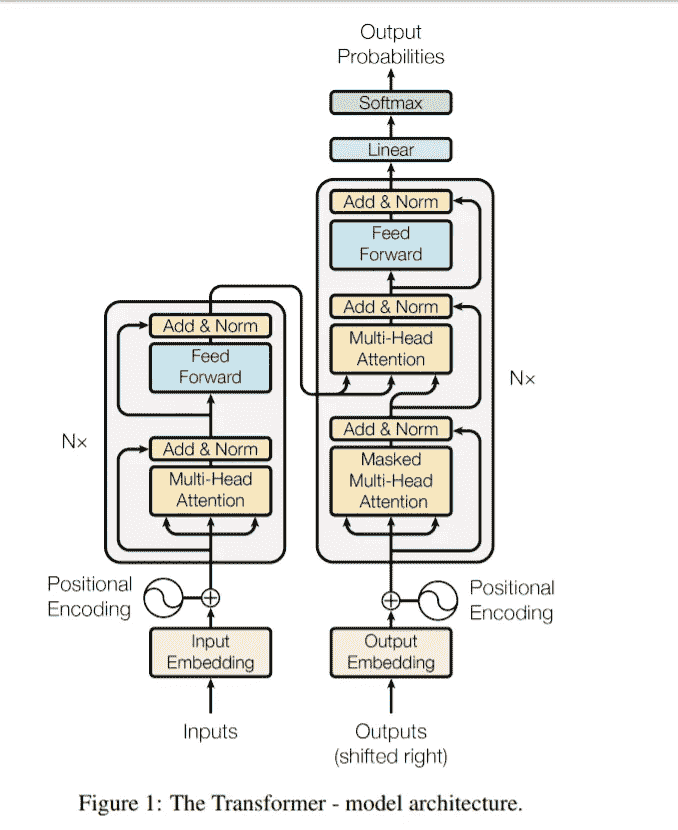 Output
Probabilities
Softmax
Linear
Add & Norm
Feed
Forward
Add & Norm
Multi-Head
Attention
Add & Norm
Masked
Multi-Head
Attention
Nx
Add & Norm
Feed
Forward
Add & Norm
Multi-Head
Attention
Nx
Positional
Encoding
Positional
Encoding
Input
Embedding
Output
Embedding
Inputs
Outputs
(shifted right)
Figure 1: The Transformer - model architecture.